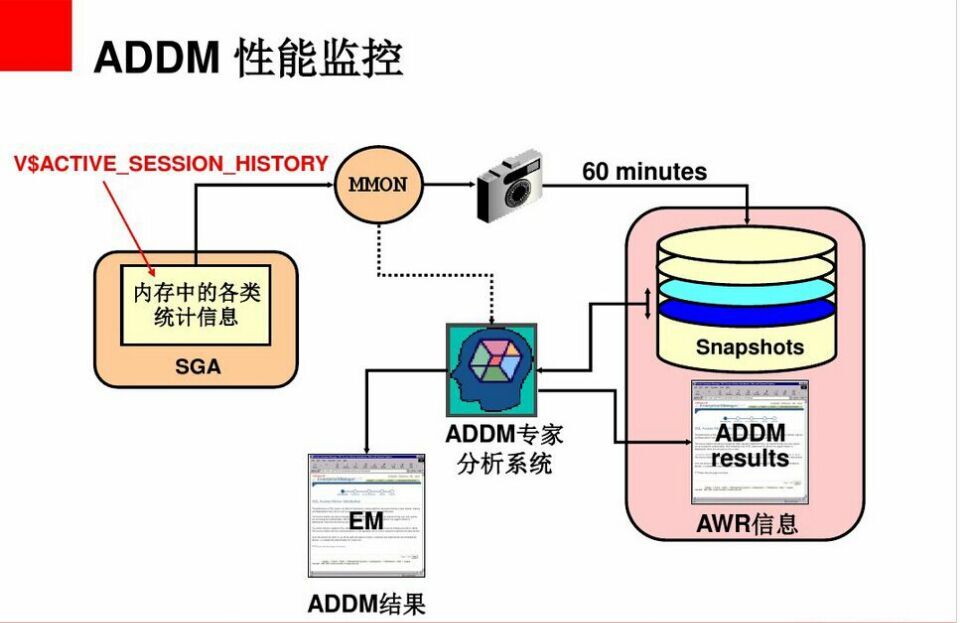 ADDM 性能监控
V$ACTIVE_SESSION_HISTORY
MMON
60 minutes
内存中的各类
统计信息
SGA
Snapshots
ADDM专家
分析系统
ADDM
results
AWR信息
EM
ADDM结果